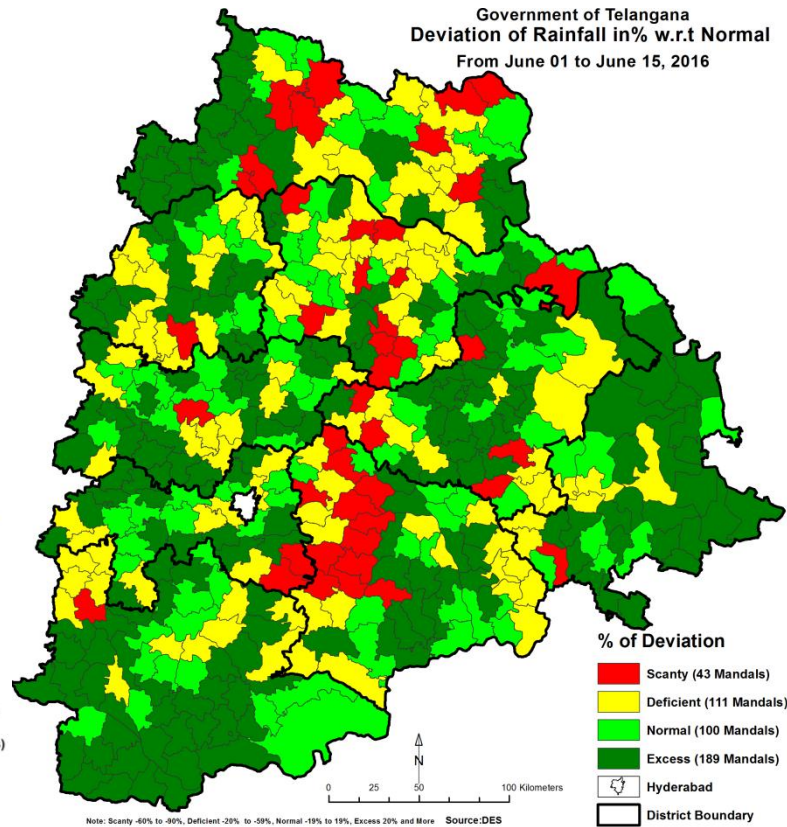 Government of Telangana
Deviation of Rainfall in% w.r.t Normal
From June 01 to June 15, 2016
% of Deviation
Scanty (43 Mandals)
Deficient (111 Mandals)
Normal (100 Mandals)
Excess (189 Mandals)
Hyderabad
District Boundary
N
0 25 50 100 Kilometers
Note: Scanty -60% to -90%, Deficient -20% to -59%, Normal -19% to 19%, Excess 20% and More Source:DES